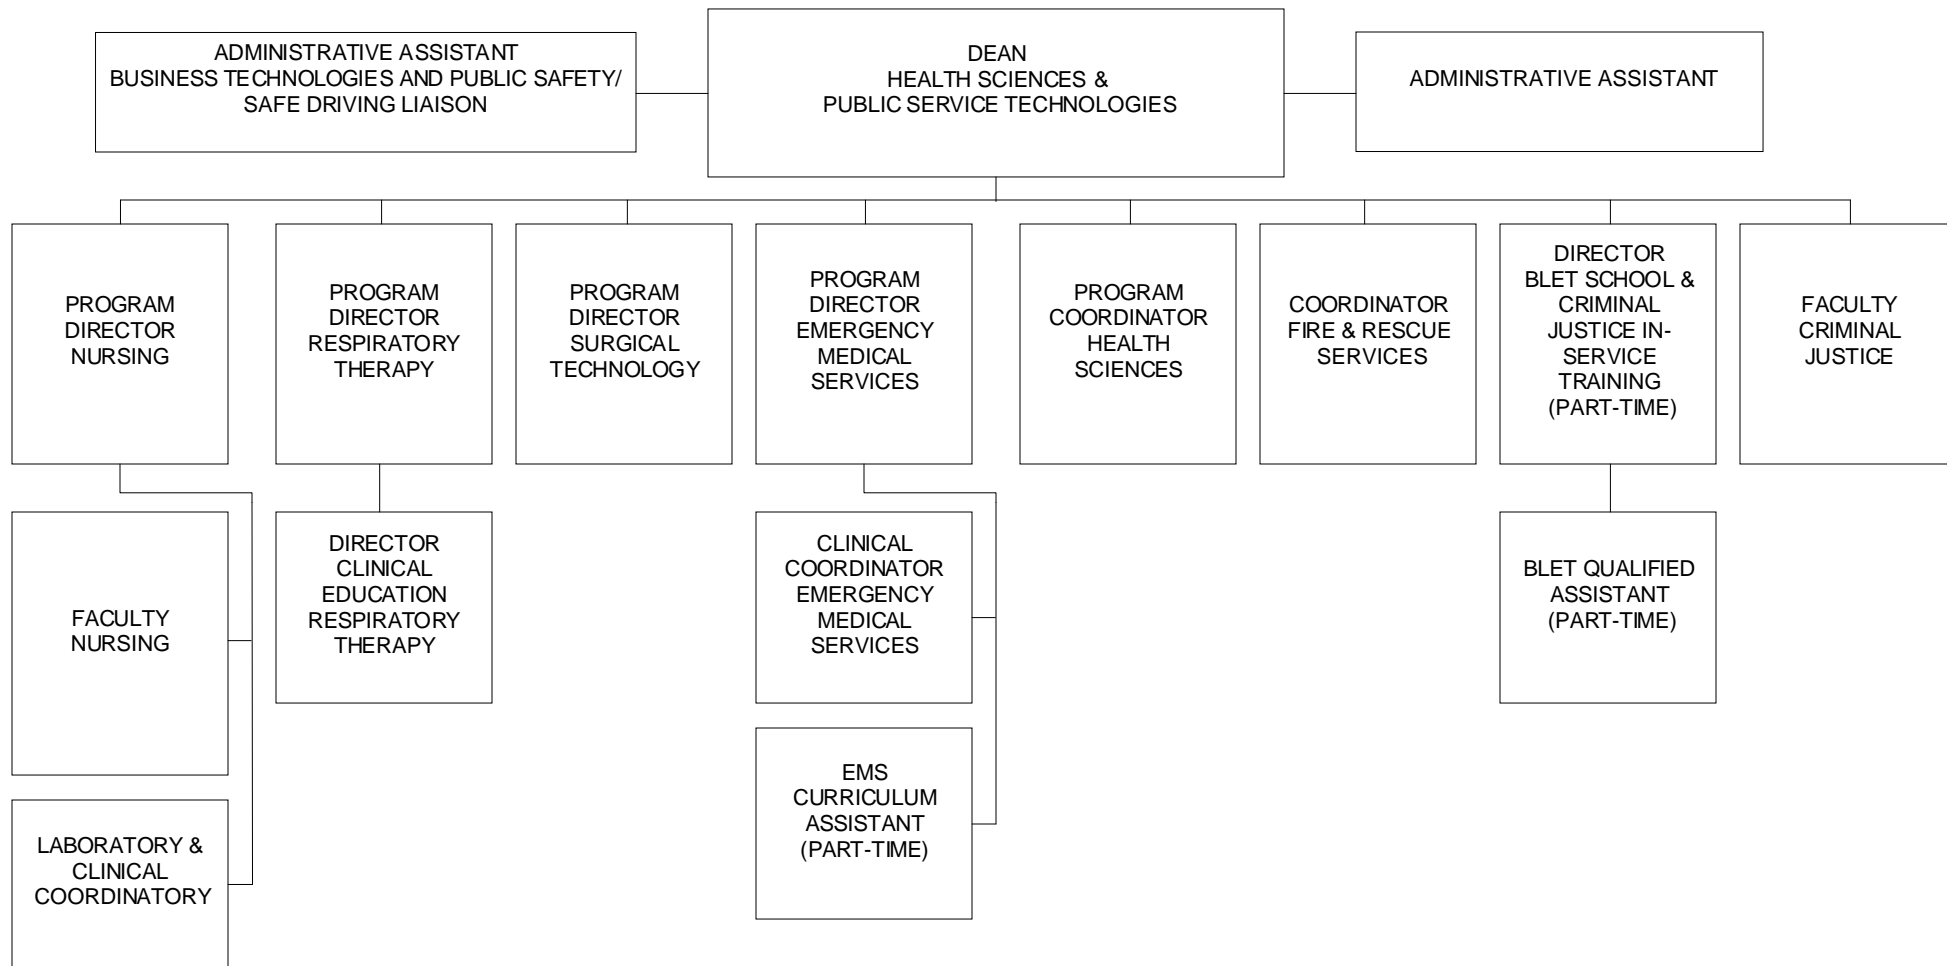 ADMINISTRATIVE ASSISTANT
BUSINESS TECHNOLOGIES AND PUBLIC SAFETY/
SAFE DRIVING LIAISON
DEAN
HEALTH SCIENCES &
PUBLIC SERVICE TECHNOLOGIES
ADMINISTRATIVE ASSISTANT
PROGRAM
DIRECTOR
NURSING
PROGRAM
DIRECTOR
RESPIRATORY
THERAPY
PROGRAM
DIRECTOR
SURGICAL
TECHNOLOGY
PROGRAM
DIRECTOR
EMERGENCY
MEDICAL
SERVICES
PROGRAM
COORDINATOR
HEALTH
SCIENCES
COORDINATOR
FIRE & RESCUE
SERVICES
DIRECTOR
BLET SCHOOL &
CRIMINAL
JUSTICE IN-
SERVICE
TRAINING
(PART-TIME)
FACULTY
CRIMINAL
JUSTICE
FACULTY
NURSING
DIRECTOR
CLINICAL
EDUCATION
RESPIRATORY
THERAPY
CLINICAL
COORDINATOR
EMERGENCY
MEDICAL
SERVICES
BLET QUALIFIED
ASSISTANT
(PART-TIME)
LABORATORY &
CLINICAL
COORDINATORY
EMS
CURRICULUM
ASSISTANT
(PART-TIME)